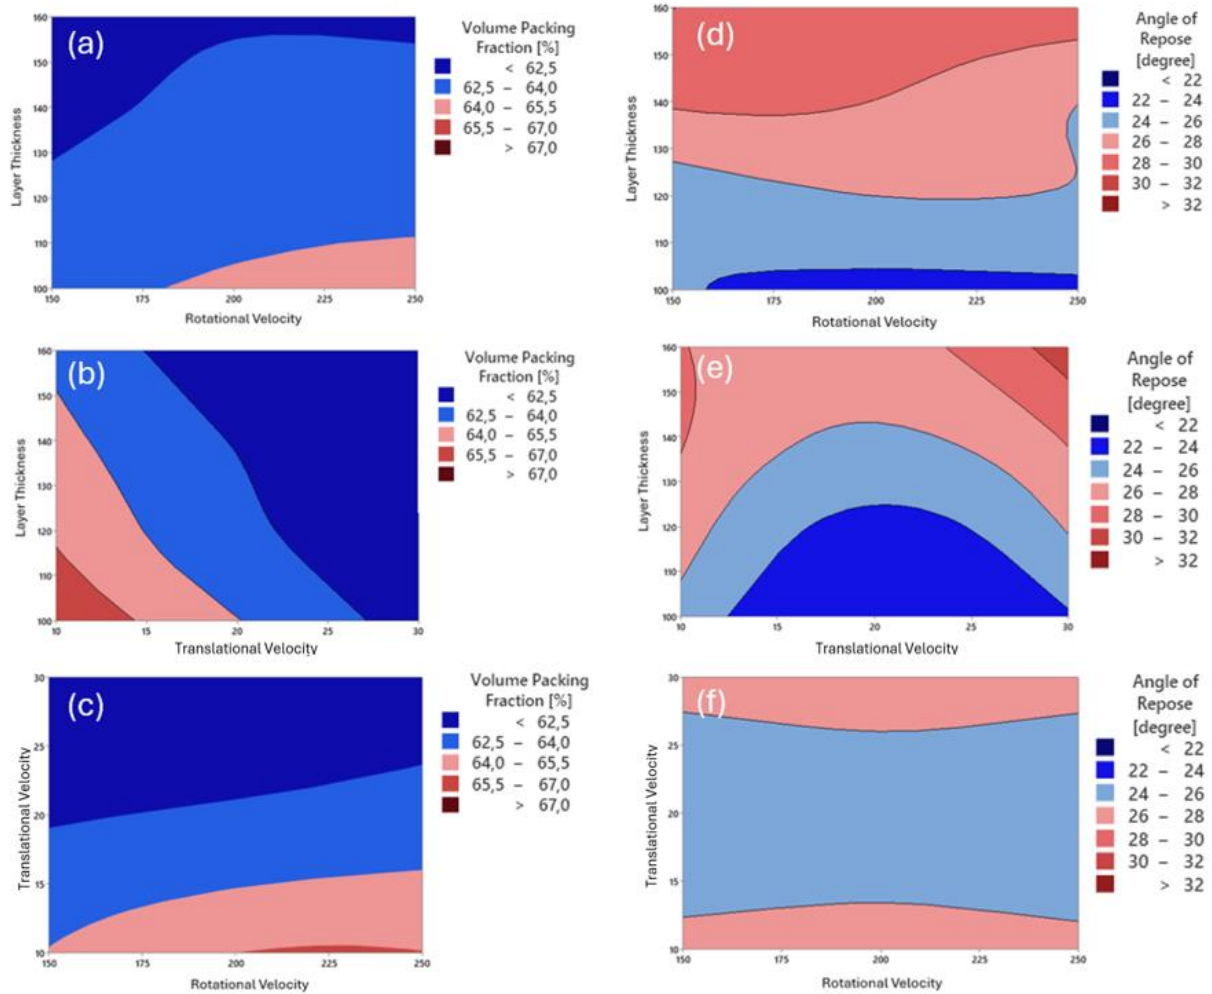 (a)
160
150
140
130
120
110
100
Layer Thickness
150 175 200 225 250
Rotational Velocity
Volume Packing
Fraction [%]
< 62,5
62,5 – 64,0
64,0 – 65,5
65,5 – 67,0
> 67,0
(d)
160
150
140
130
120
110
100
Layer Thickness
150 175 200 225 250
Rotational Velocity
Angle of
Repose
[degree]
< 22
22 – 24
24 – 26
26 – 28
28 – 30
30 – 32
> 32
(b)
160
150
140
130
120
110
100
Layer Thickness
10 15 20 25 30
Translational Velocity
Volume Packing
Fraction [%]
< 62,5
62,5 – 64,0
64,0 – 65,5
65,5 – 67,0
> 67,0
(e)
160
150
140
130
120
110
100
Layer Thickness
10 15 20 25 30
Translational Velocity
Angle of
Repose
[degree]
< 22
22 – 24
24 – 26
26 – 28
28 – 30
30 – 32
> 32
(c)
30
25
20
15
10
Translational Velocity
150 175 200 225 250
Rotational Velocity
Volume Packing
Fraction [%]
< 62,5
62,5 – 64,0
64,0 – 65,5
65,5 – 67,0
> 67,0
(f)
30
25
20
15
10
Translational Velocity
150 175 200 225 250
Rotational Velocity
Angle of
Repose
[degree]
< 22
22 – 24
24 – 26
26 – 28
28 – 30
30 – 32
> 32